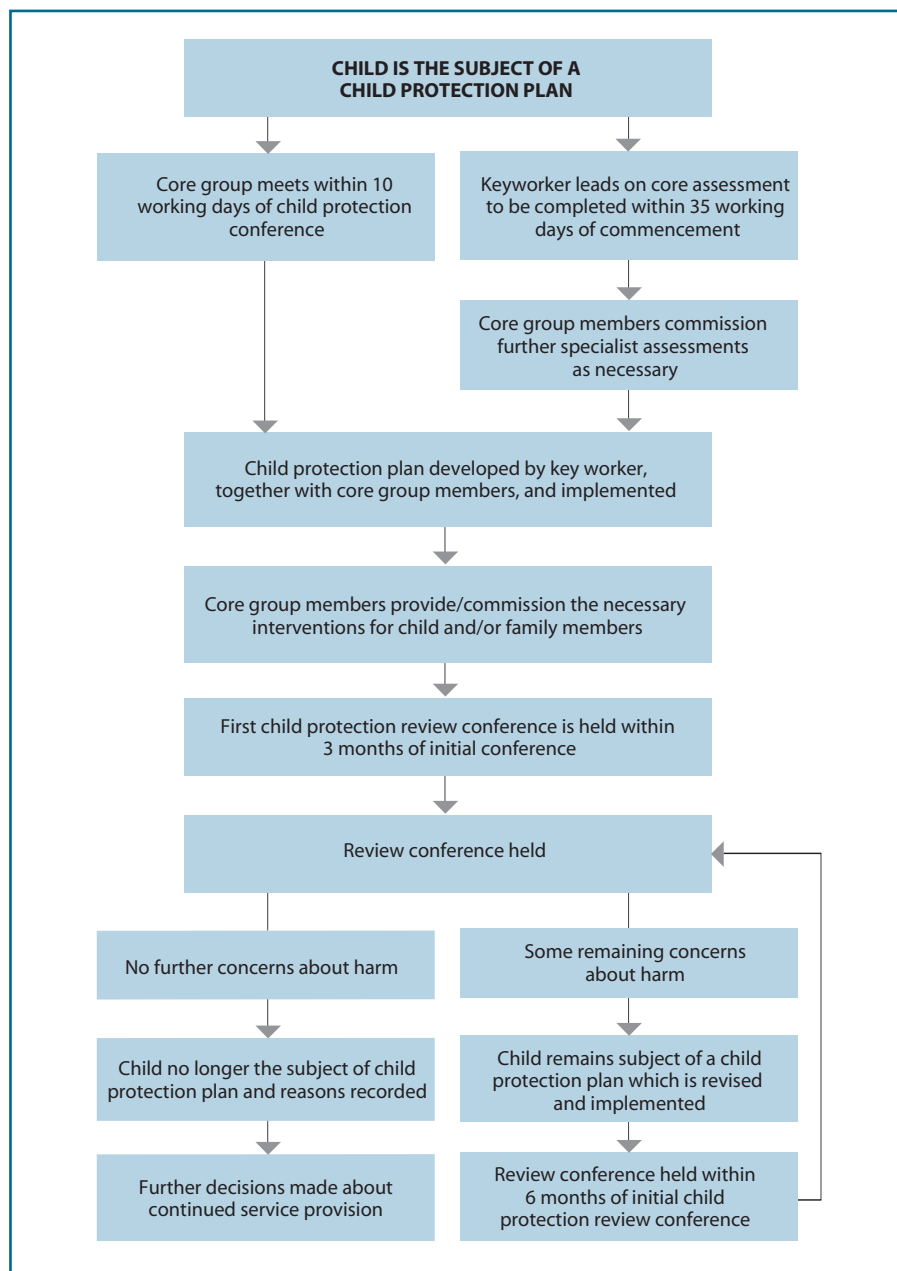 CHILD IS THE SUBJECT OF A
CHILD PROTECTION PLAN
Core group meets within 10
working days of child protection
conference
Keyworker leads on core assessment
to be completed within 35 working
days of commencement
Core group members commission
further specialist assessments
as necessary
Child protection plan developed by key worker,
together with core group members, and implemented
Core group members provide/commission the necessary
interventions for child and/or family members
First child protection review conference is held within
3 months of initial conference
Review conference held
No further concerns about harm
Some remaining concerns
about harm
Child no longer the subject of child
protection plan and reasons recorded
Child remains subject of a child
protection plan which is revised
and implemented
Further decisions made about
continued service provision
Review conference held within
6 months of initial child
protection review conference